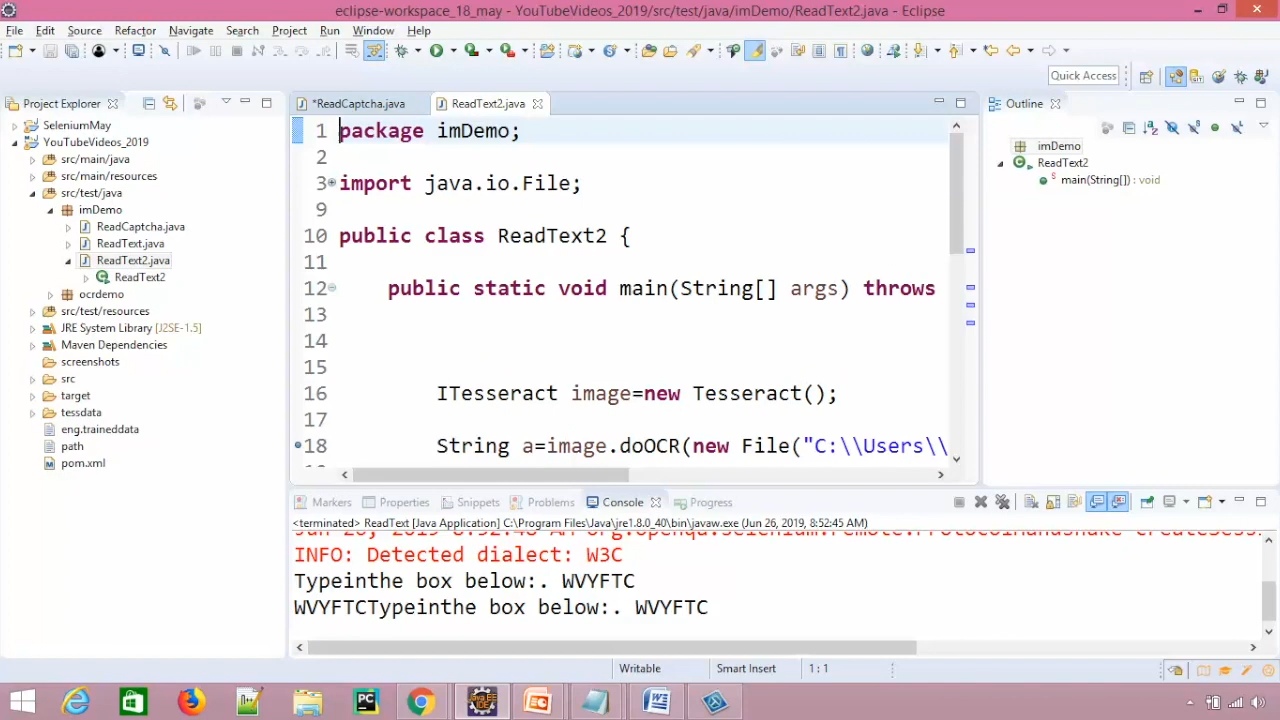 eclipse-workspace_18_may - YouTubeVideos_2019/src/test/java/imDemo/ReadText2.java - Eclipse
File Edit Source Refactor Navigate Search Project Run Window Help
Quick Access
Project Explorer
SeleniumMay
YouTubeVideos_2019
src/main/java
src/main/resources
src/test/java
imDemo
ReadCaptcha.java
ReadText.java
ReadText2.java
ReadText2
ocrdemo
src/test/resources
JRE System Library [J2SE-1.5]
Maven Dependencies
screenshots
src
target
tessdata
eng.traineddata
path
pom.xml
*ReadCaptcha.java ReadText2.java
1 package imDemo;
2
3 import java.io.File;
9
10 public class ReadText2 {
11
12 public static void main(String[] args) throws
13
14
15
16 ITesseract image=new Tesseract();
17
18 String a=image.doOCR(new File("C:\\Users\\
Outline
imDemo
ReadText2
main(String[]) : void
Markers Properties Snippets Problems Console Progress
<terminated> ReadText [Java Application] C:\Program Files\Java\jre1.8.0_40\bin\javaw.exe (Jun 26, 2019, 8:52:45 AM)
INFO: Detected dialect: W3C
Typeinthe box below:. WVYFTC
WVYFTCTypeinthe box below:. WVYFTC
Writable Smart Insert 1 : 1